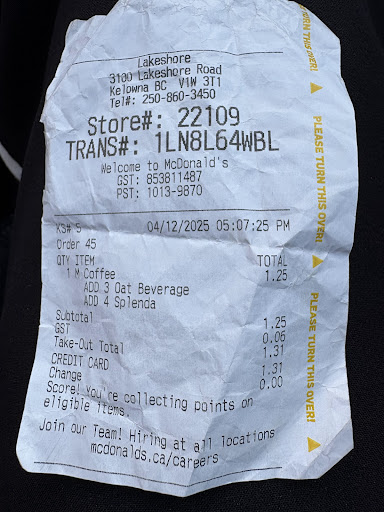 Lakeshore
3100 Lakeshore Road
Kelowna BC V1W 3T1
Tel#: 250-860-3450
Store#: 22109
TRANS#: 1LN8L64WBL
Welcome to McDonald's
GST: 853811487
PST: 1013-9870
KS# 5 04/12/2025 05:07:25 PM
Order 45
QTY ITEM TOTAL
1 M Coffee 1.25
ADD 3 Oat Beverage
ADD 4 Splenda
Subtotal 1.25
GST 0.06
Take-Out Total 1.31
CREDIT CARD 1.31
Change 0.00
Score! You're collecting points on
eligible items.
Join our Team! Hiring at all locations
mcdonalds.ca/careers
TURN THIS OVER!
PLEASE TURN THIS OVER!
PLEASE TURN THIS OVER!